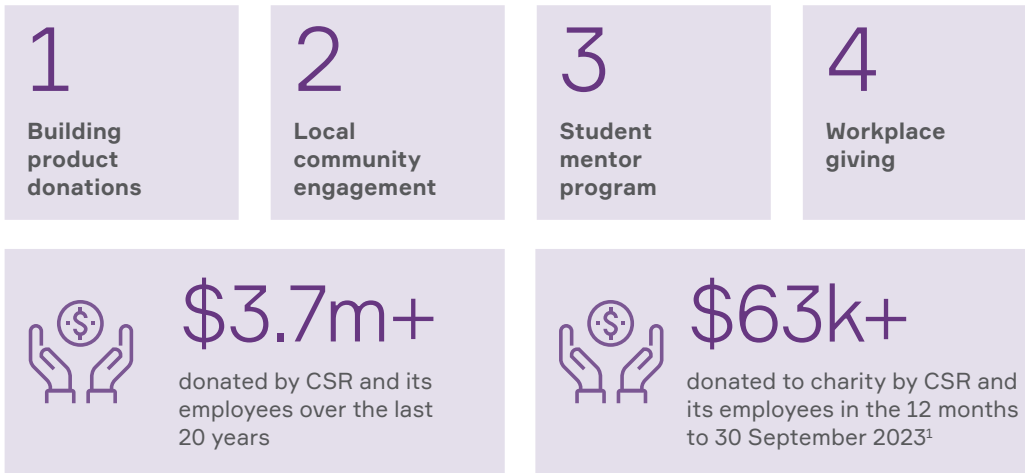 1
Building
product
donations
2
Local
community
engagement
3
Student
mentor
program
4
Workplace
giving
$3.7m+
donated by CSR and its
employees over the last
20 years
$63k+
donated to charity by CSR and
its employees in the 12 months
to 30 September 2023¹